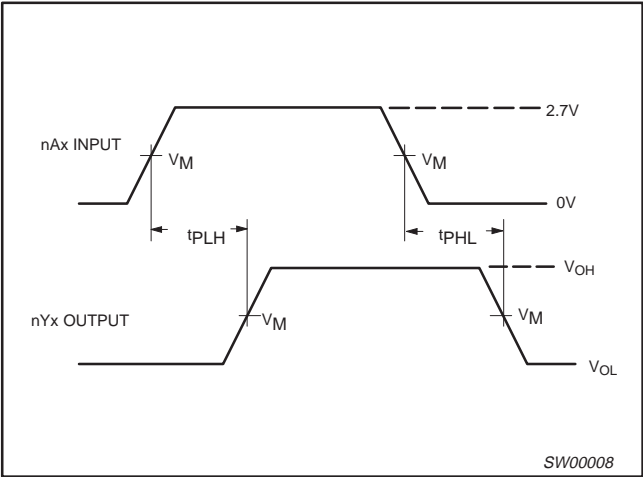 2.7V
nAx INPUT
VM
VM
0V
tPLH
tPHL
VOH
nYx OUTPUT
VM
VM
VOL
SW00008